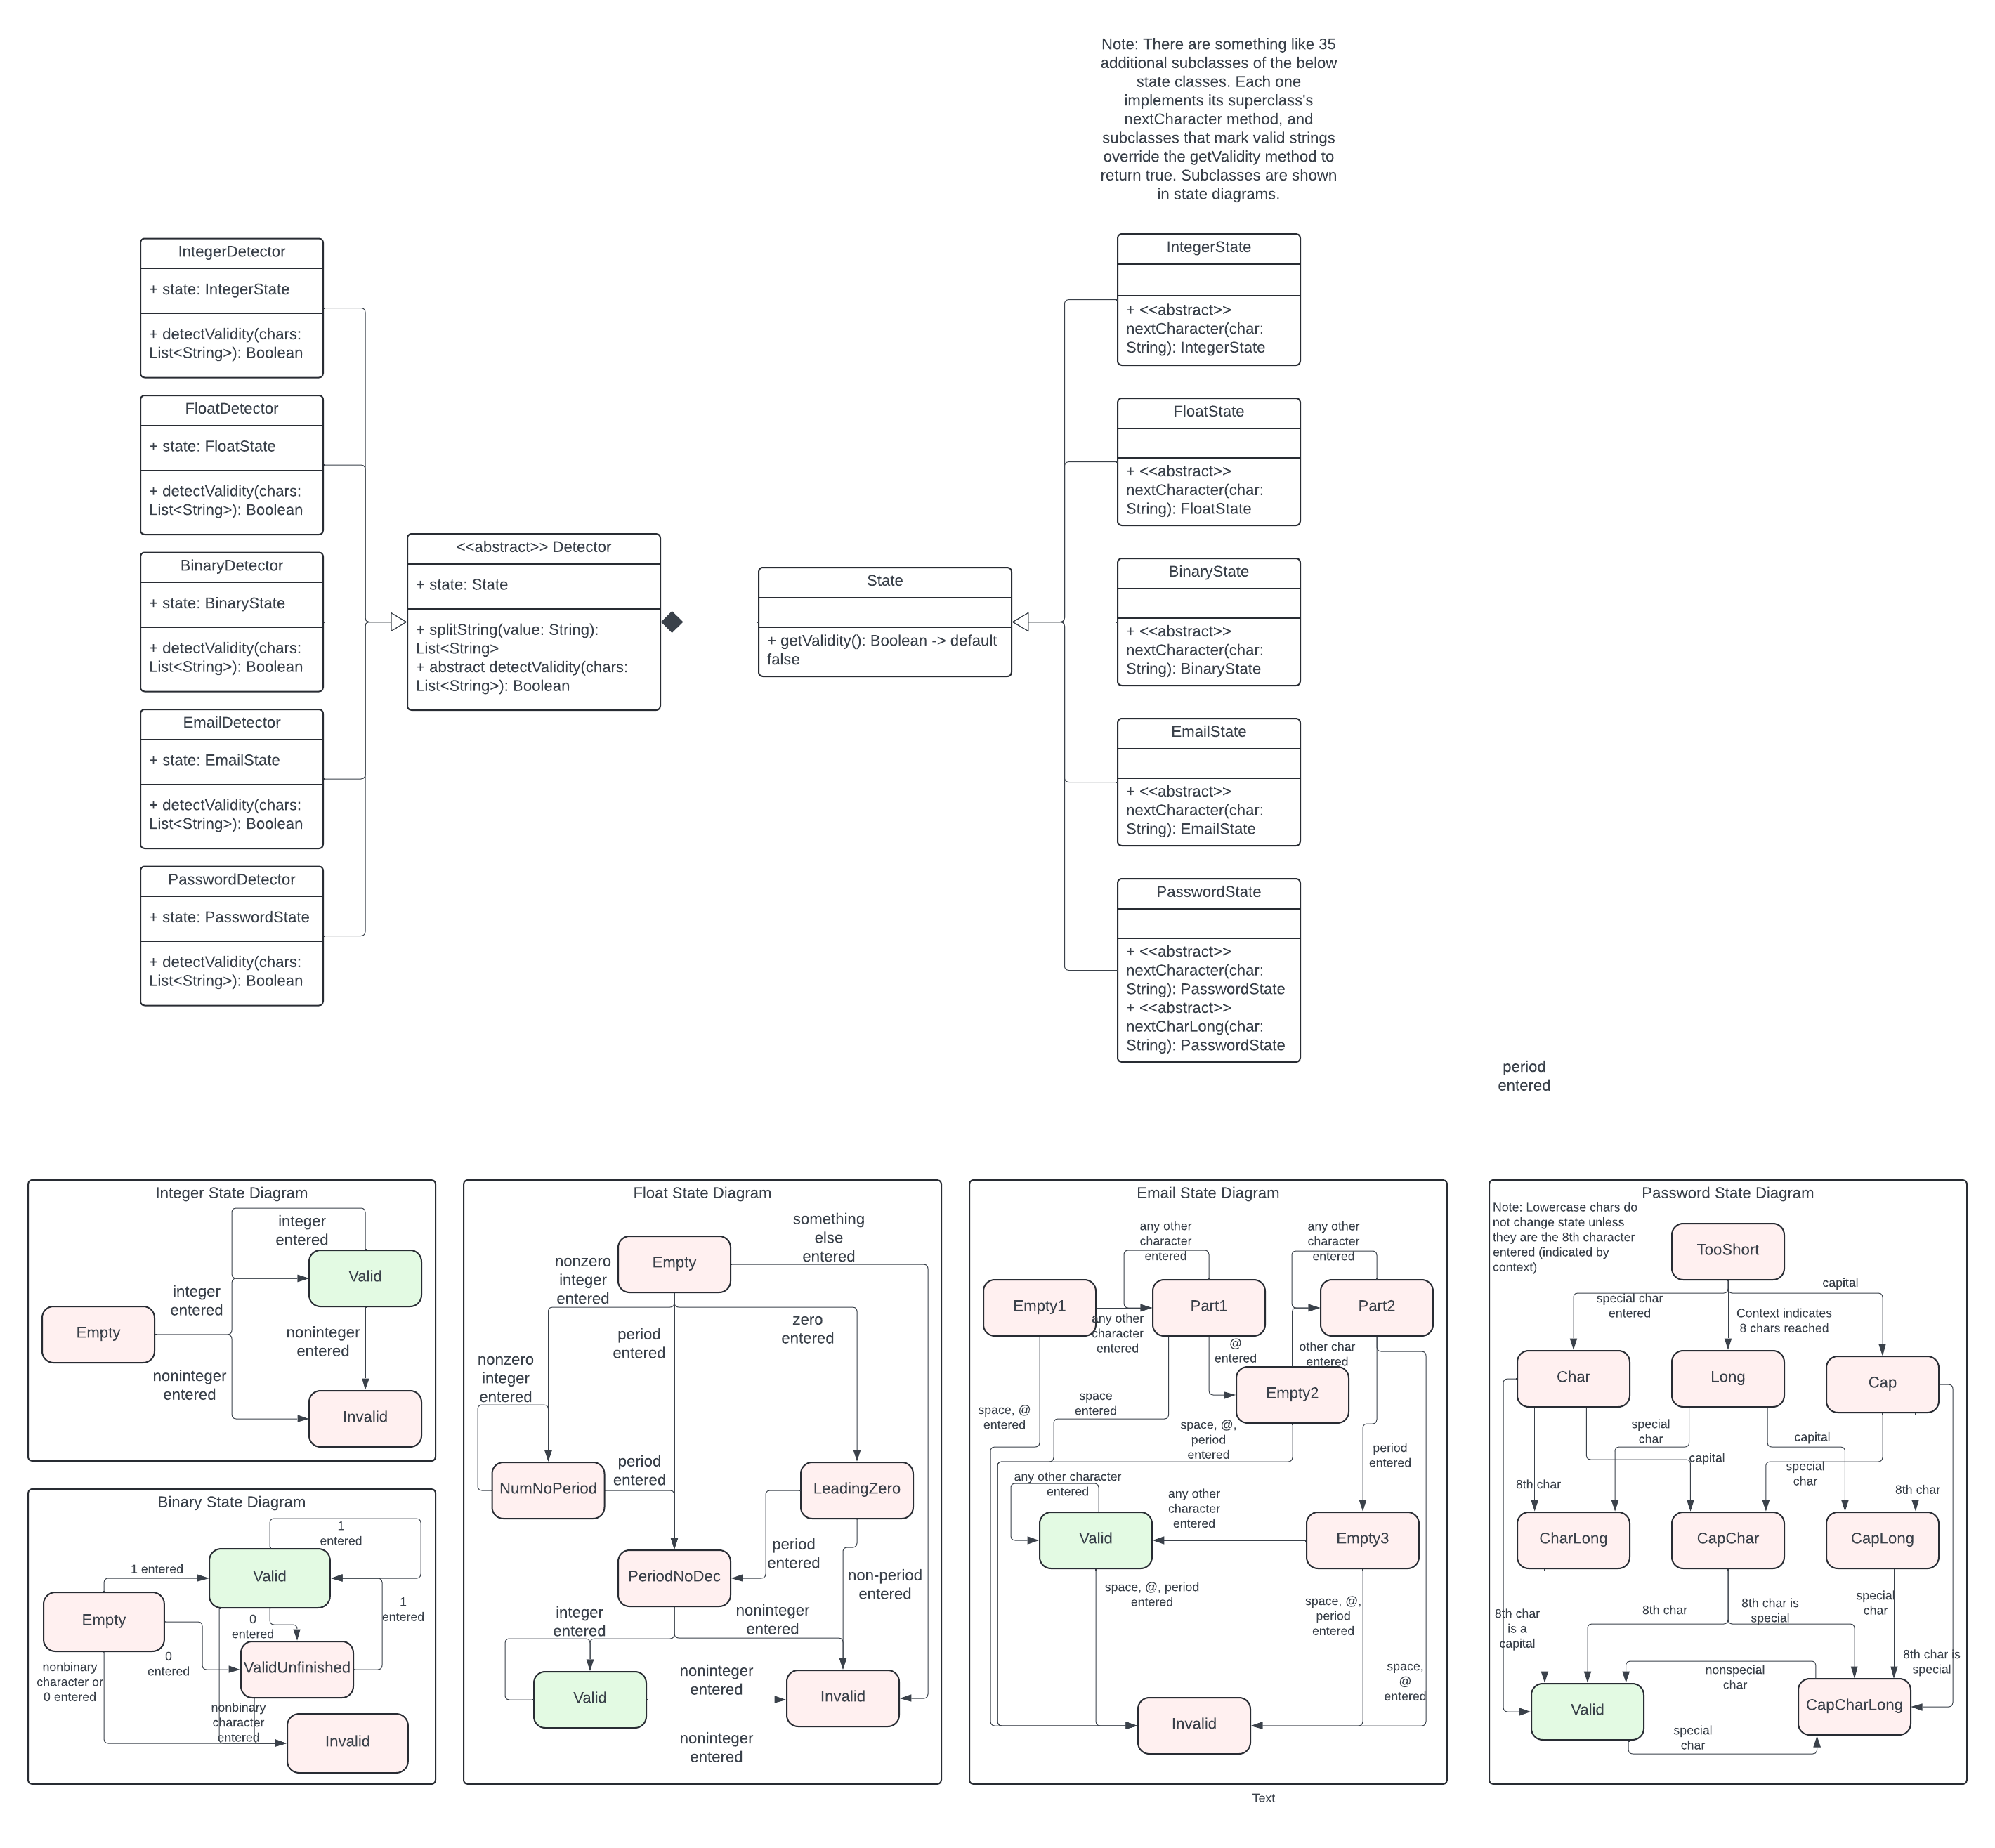 Note: There are something like 35
additional subclasses of the below
state classes. Each one
implements its superclass's
nextCharacter method, and
subclasses that mark valid strings
override the getValidity method to
return true. Subclasses are shown
in state diagrams.
IntegerDetector
+ state: IntegerState
+ detectValidity(chars:
List<String>): Boolean
FloatDetector
+ state: FloatState
+ detectValidity(chars:
List<String>): Boolean
BinaryDetector
+ state: BinaryState
+ detectValidity(chars:
List<String>): Boolean
EmailDetector
+ state: EmailState
+ detectValidity(chars:
List<String>): Boolean
PasswordDetector
+ state: PasswordState
+ detectValidity(chars:
List<String>): Boolean
<<abstract>> Detector
+ state: State
+ splitString(value: String):
List<String>
+ abstract detectValidity(chars:
List<String>): Boolean
State
+ getValidity(): Boolean -> default
false
IntegerState
+ <<abstract>>
nextCharacter(char:
String): IntegerState
FloatState
+ <<abstract>>
nextCharacter(char:
String): FloatState
BinaryState
+ <<abstract>>
nextCharacter(char:
String): BinaryState
EmailState
+ <<abstract>>
nextCharacter(char:
String): EmailState
PasswordState
+ <<abstract>>
nextCharacter(char:
String): PasswordState
+ <<abstract>>
nextCharLong(char:
String): PasswordState
period
entered
Integer State Diagram
integer
entered
Valid
integer
entered
Empty
noninteger
entered
noninteger
entered
Invalid
Binary State Diagram
1
entered
1 entered
Valid
Empty
1
entered
0
entered
0
entered
ValidUnfinished
nonbinary
character or
0 entered
nonbinary
character
entered
Invalid
Float State Diagram
something
else
entered
Empty
nonzero
integer
entered
period
entered
zero
entered
nonzero
integer
entered
period
entered
NumNoPeriod
LeadingZero
period
entered
PeriodNoDec
non-period
entered
integer
entered
noninteger
entered
noninteger
entered
Valid
Invalid
noninteger
entered
Email State Diagram
any other
character
entered
any other
character
entered
Empty1
Part1
Part2
any other
character
entered
@
entered
other char
entered
Empty2
space
entered
space, @
entered
space, @,
period
entered
period
entered
any other character
entered
any other
character
entered
Valid
Empty3
space, @, period
entered
space, @,
period
entered
space,
@
entered
Invalid
Text
Password State Diagram
Note: Lowercase chars do
not change state unless
they are the 8th character
entered (indicated by
context)
TooShort
capital
special char
entered
Context indicates
8 chars reached
Char
Long
Cap
special
char
capital
capital
special
char
8th char
8th char
CharLong
CapChar
CapLong
8th char
is a
capital
8th char
8th char is
special
special
char
8th char is
special
nonspecial
char
Valid
CapCharLong
special
char